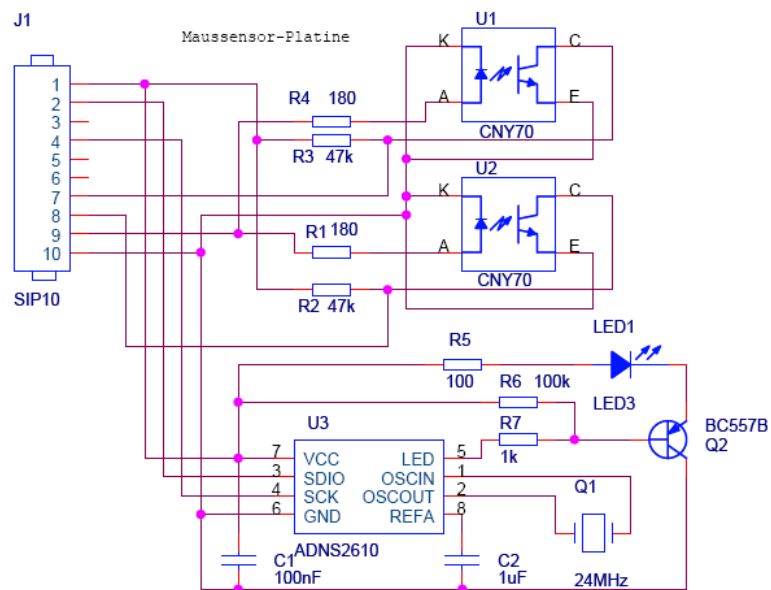 J1
Maussensor-Platine
1
2
3
4
5
6
7
8
9
10
SIP10
U1
K
C
A
E
CNY70
R4 180
R3 47k
U2
K
C
A
E
CNY70
R1 180
R2 47k
R5
100
LED1
LED3
R6 100k
R7
1k
BC557B
Q2
U3
7 VCC LED 5
3 SDIO OSCIN 1
4 SCK OSCOUT 2
6 GND REFA 8
ADNS2610
Q1
24MHz
C1
100nF
C2
1uF